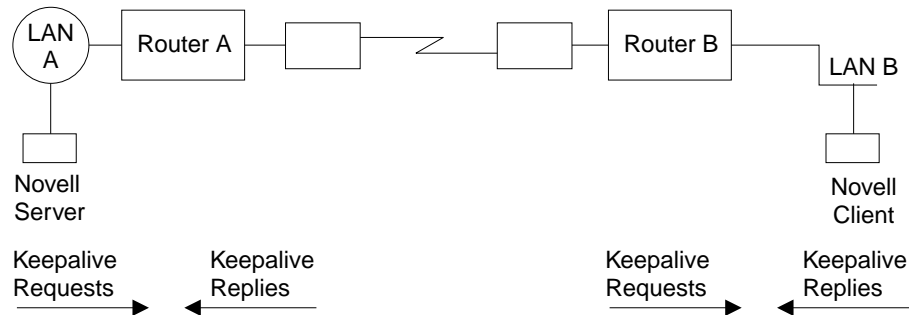 LAN
A
Router A
Router B
LAN B
Novell
Server
Novell
Client
Keepalive
Requests
Keepalive
Replies
Keepalive
Requests
Keepalive
Replies